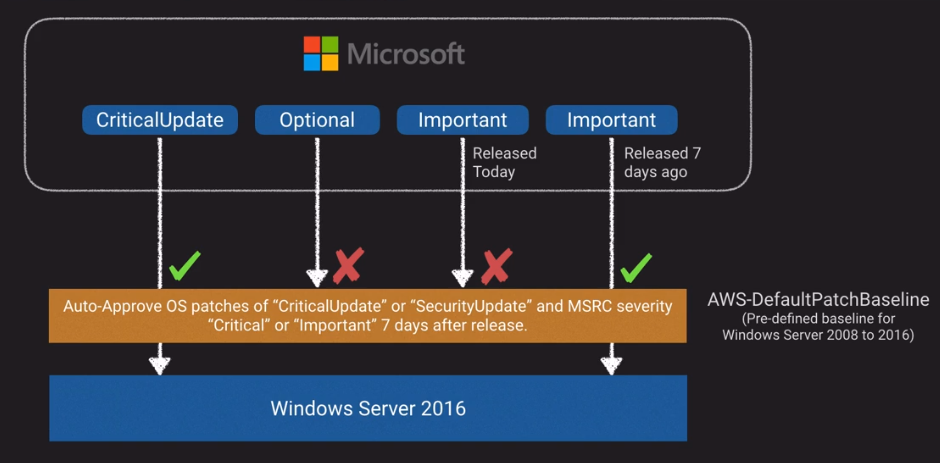 Microsoft
CriticalUpdate
Optional
Important
Important
Released
Today
Released 7
days ago
Auto-Approve OS patches of “CriticalUpdate” or “SecurityUpdate” and MSRC severity
“Critical” or “Important” 7 days after release.
AWS-DefaultPatchBaseline
(Pre-defined baseline for
Windows Server 2008 to 2016)
Windows Server 2016